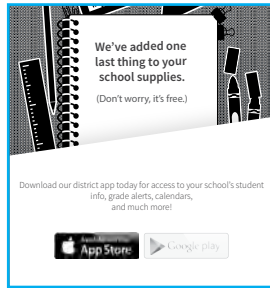 We've added one
last thing to your
school supplies.
(Don't worry, it's free.)
Download our district app today for access to your school's student
info, grade alerts, calendars,
and much more!
App Store
Google play